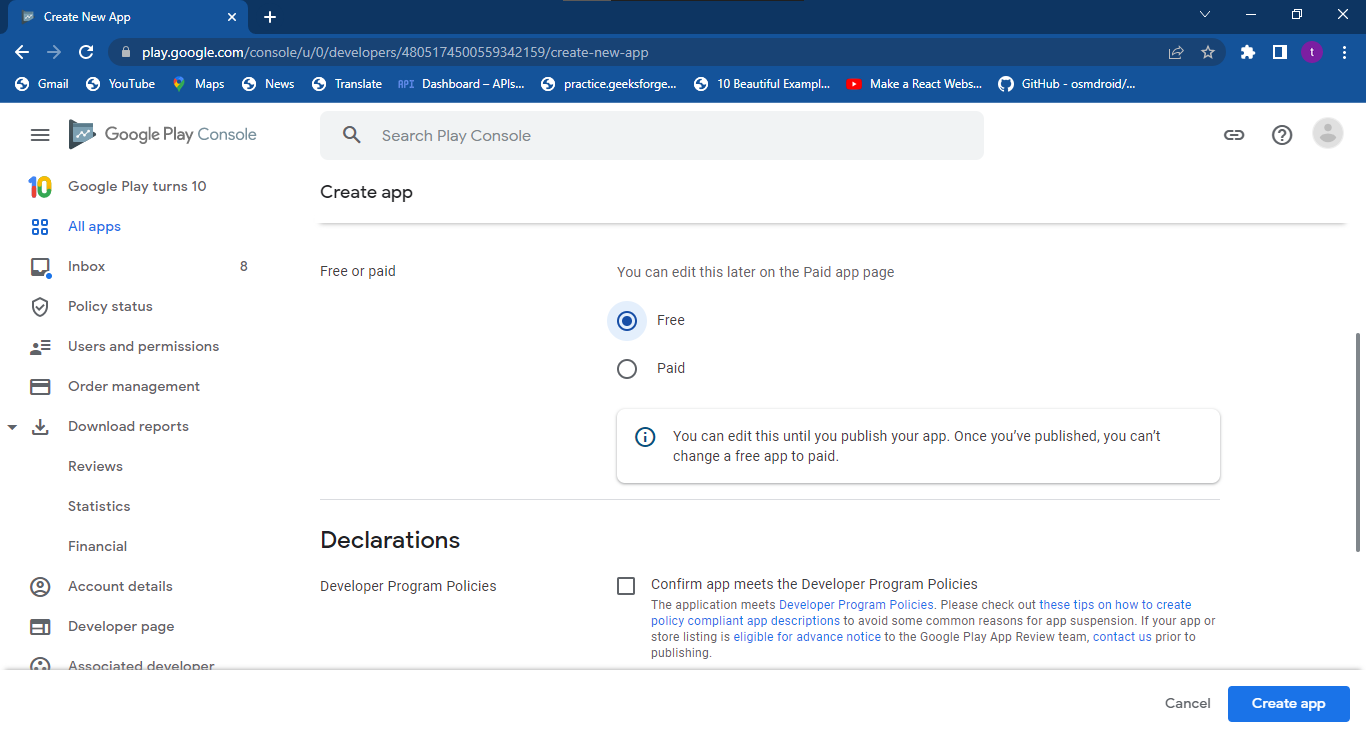 Create New App
play.google.com/console/u/0/developers/4805174500559342159/create-new-app
t
Gmail
YouTube
Maps
News
Translate
API Dashboard – APIs...
practice.geeksforge...
10 Beautiful Exampl...
Make a React Webs...
GitHub - osmdroid/...
Google Play Console
Search Play Console
10 Google Play turns 10
All apps
Inbox 8
Policy status
Users and permissions
Order management
Download reports
Reviews
Statistics
Financial
Account details
Developer page
Associated developer
Create app
Free or paid
You can edit this later on the Paid app page
Free
Paid
You can edit this until you publish your app. Once you’ve published, you can’t
change a free app to paid.
Declarations
Developer Program Policies
Confirm app meets the Developer Program Policies
The application meets Developer Program Policies. Please check out these tips on how to create
policy compliant app descriptions to avoid some common reasons for app suspension. If your app or
store listing is eligible for advance notice to the Google Play App Review team, contact us prior to
publishing.
Cancel
Create app